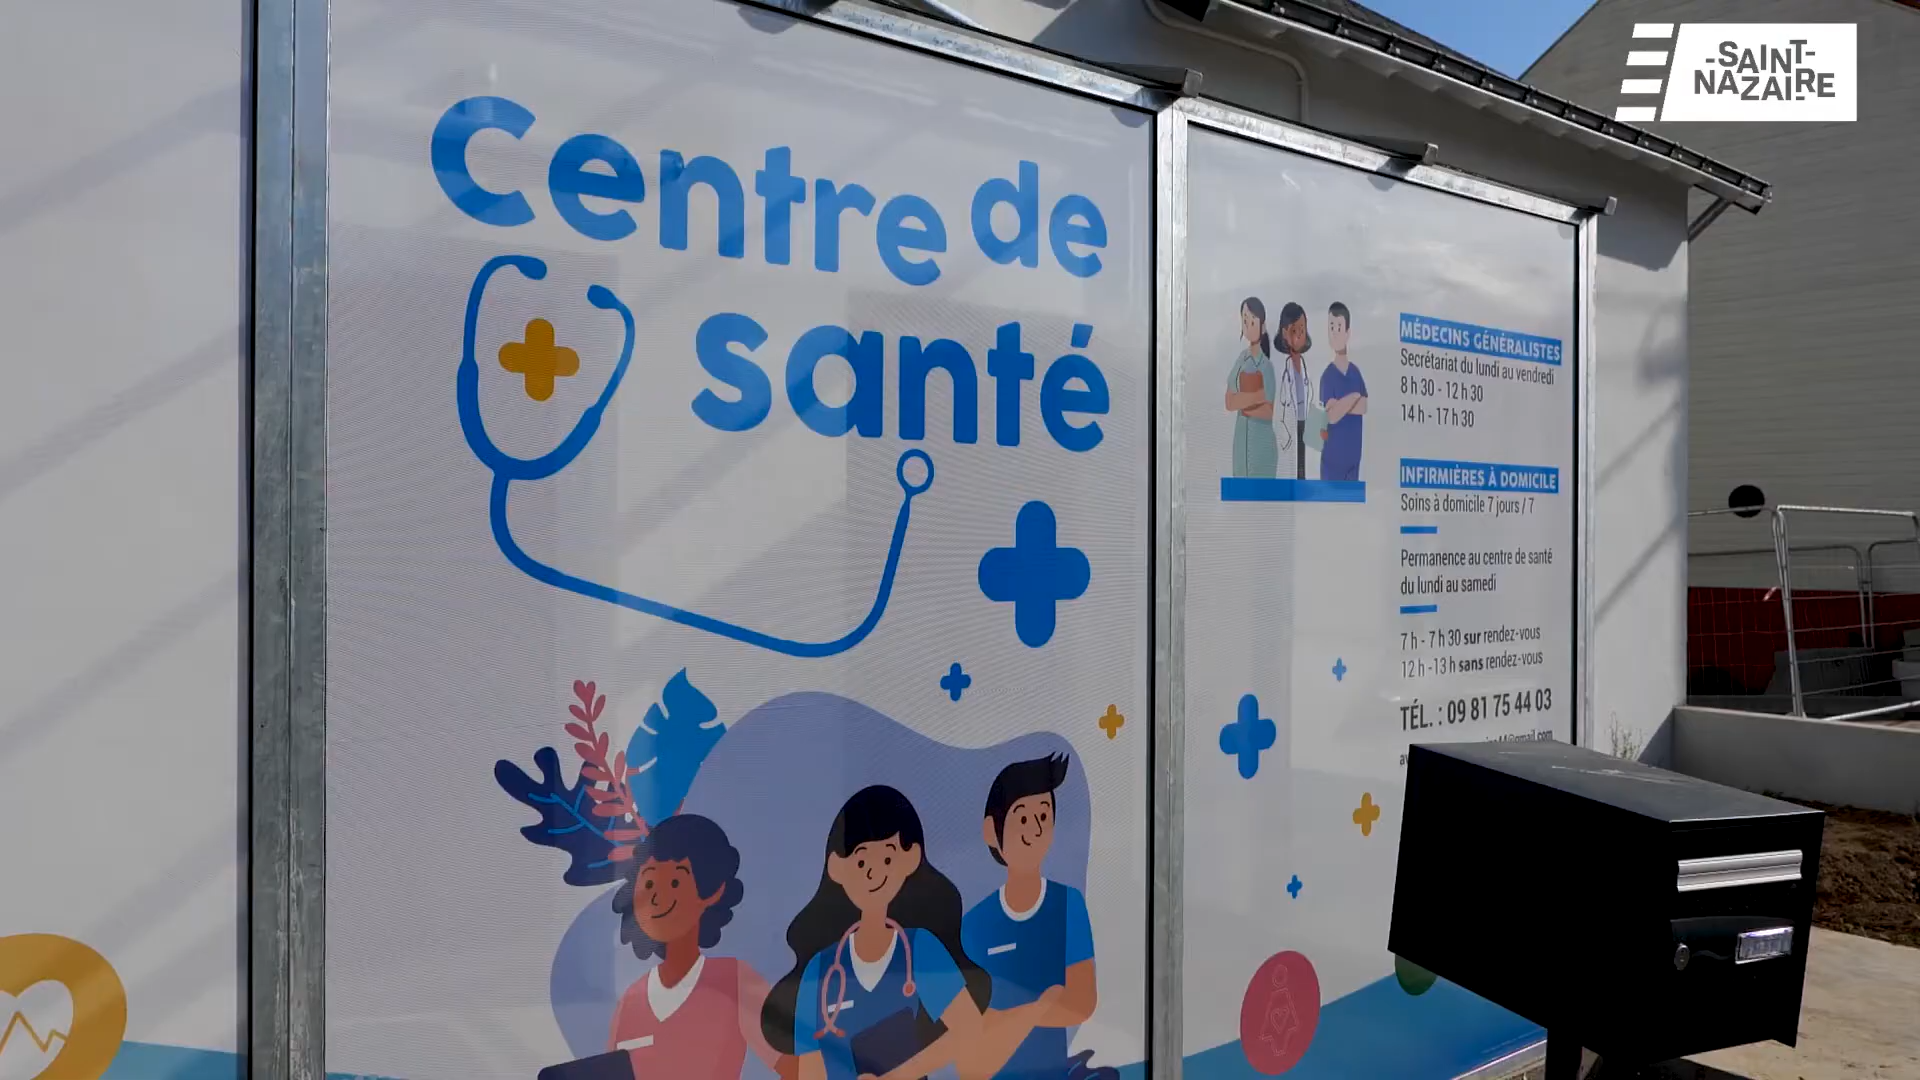 -SAINT-
NAZAIRE
centre de
santé
MÉDECINS GÉNÉRALISTES
Secrétariat du lundi au vendredi
8 h 30 - 12 h 30
14 h - 17 h 30
INFIRMIÈRES À DOMICILE
Soins à domicile 7 jours / 7
Permanence au centre de santé
du lundi au samedi
7 h - 7 h 30 sur rendez-vous
12 h -13 h sans rendez-vous
TÉL. : 09 81 75 44 03